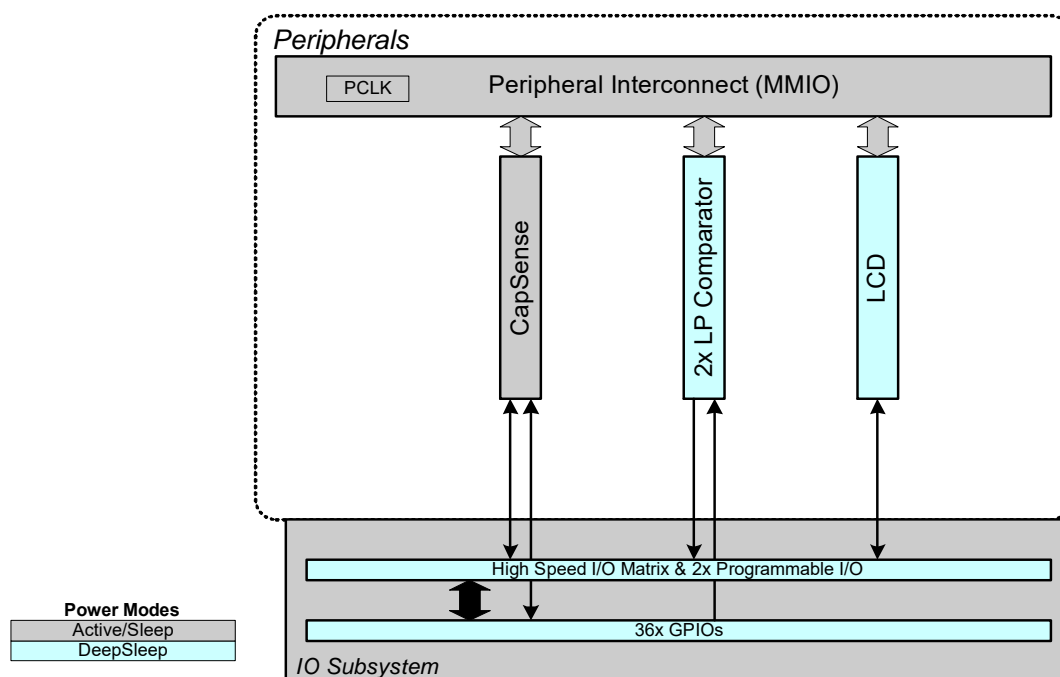 Peripherals
PCLK
Peripheral Interconnect (MMIO)
CapSense
2x LP Comparator
LCD
High Speed I/O Matrix & 2x Programmable I/O
Power Modes
Active/Sleep
DeepSleep
36x GPIOs
IO Subsystem